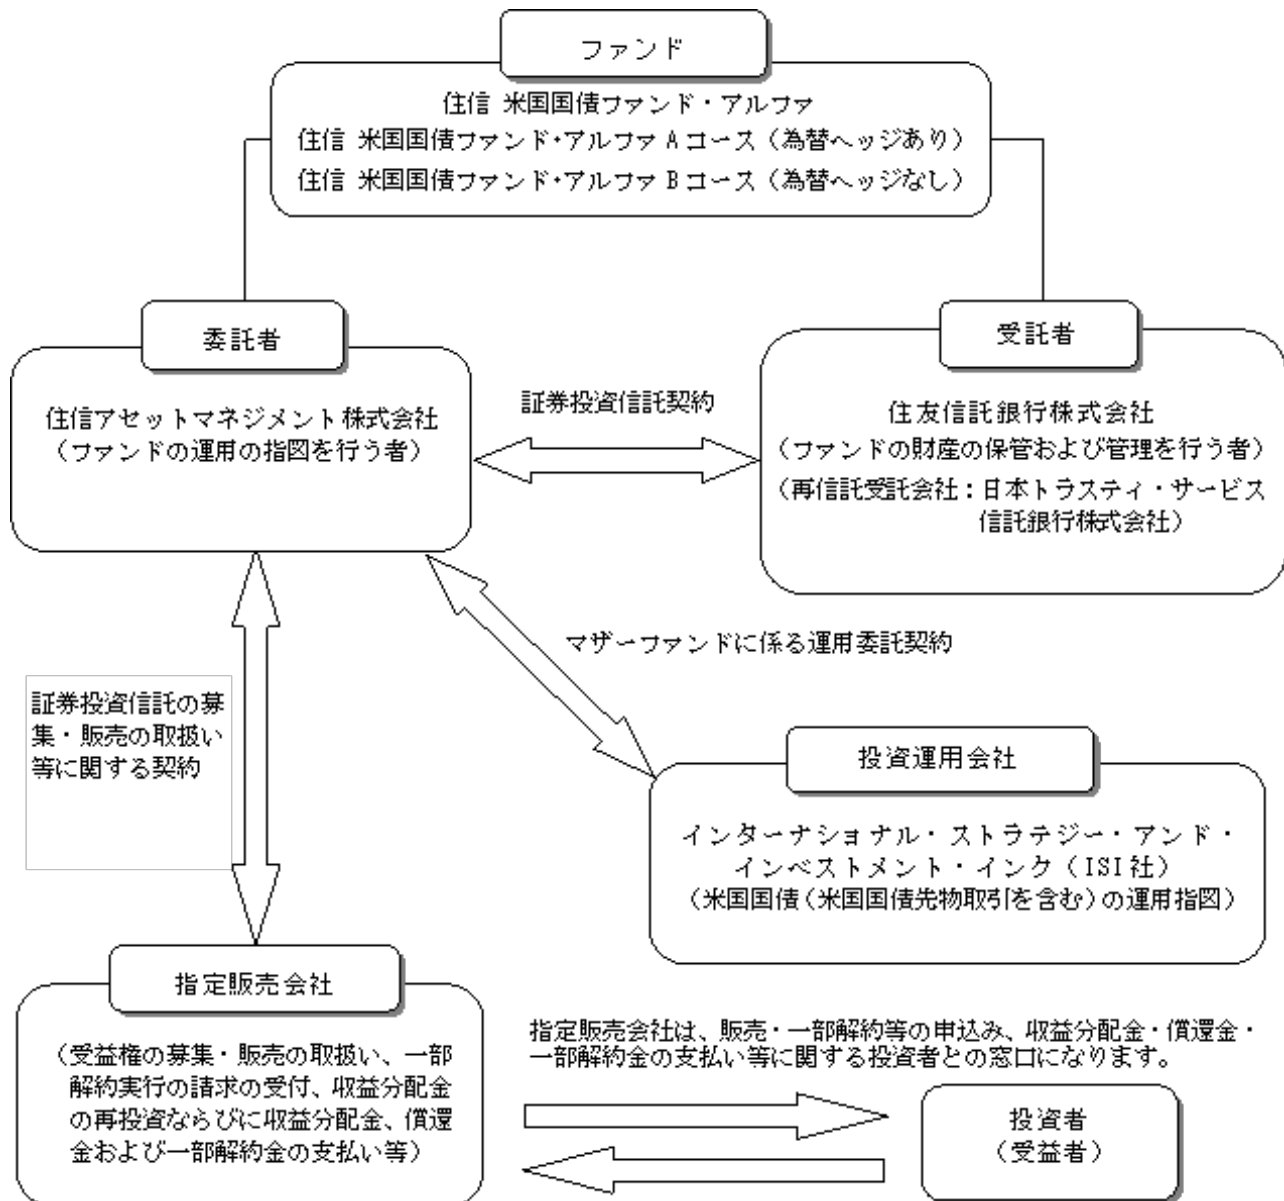 ファンド
住信 米国国債ファンド・アルファ
住信 米国国債ファンド・アルファ Aコース（為替ヘッジあり）
住信 米国国債ファンド・アルファ Bコース（為替ヘッジなし）
委託者
住信アセットマネジメント株式会社
（ファンドの運用の指図を行う者）
証券投資信託契約
受託者
住友信託銀行株式会社
（ファンドの財産の保管および管理を行う者）
（再信託受託会社：日本トラスティ・サービス
信託銀行株式会社）
マザーファンドに係る運用委託契約
証券投資信託の募
集・販売の取扱い
等に関する契約
投資運用会社
インターナショナル・ストラテジー・アンド・
インベストメント・インク（ISI社）
（米国国債（米国国債先物取引を含む）の運用指図）
指定販売会社
（受益権の募集・販売の取扱い、一部
解約実行の請求の受付、収益分配金
の再投資ならびに収益分配金、償還
金および一部解約金の支払い等）
指定販売会社は、販売・一部解約等の申込み、収益分配金・償還金・
一部解約金の支払い等に関する投資者との窓口になります。
投資者
（受益者）